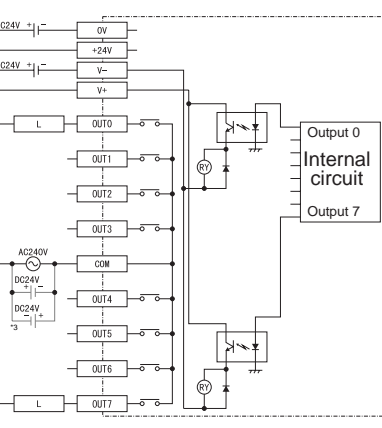 DC24V + −
0V
+24V
DC24V + −
V−
V+
L
OUT0
OUT1
OUT2
OUT3
AC240V
COM
DC24V
+ −
DC24V
− +
*3
OUT4
OUT5
OUT6
L
OUT7
RY
RY
Output 0
Internal
circuit
Output 7